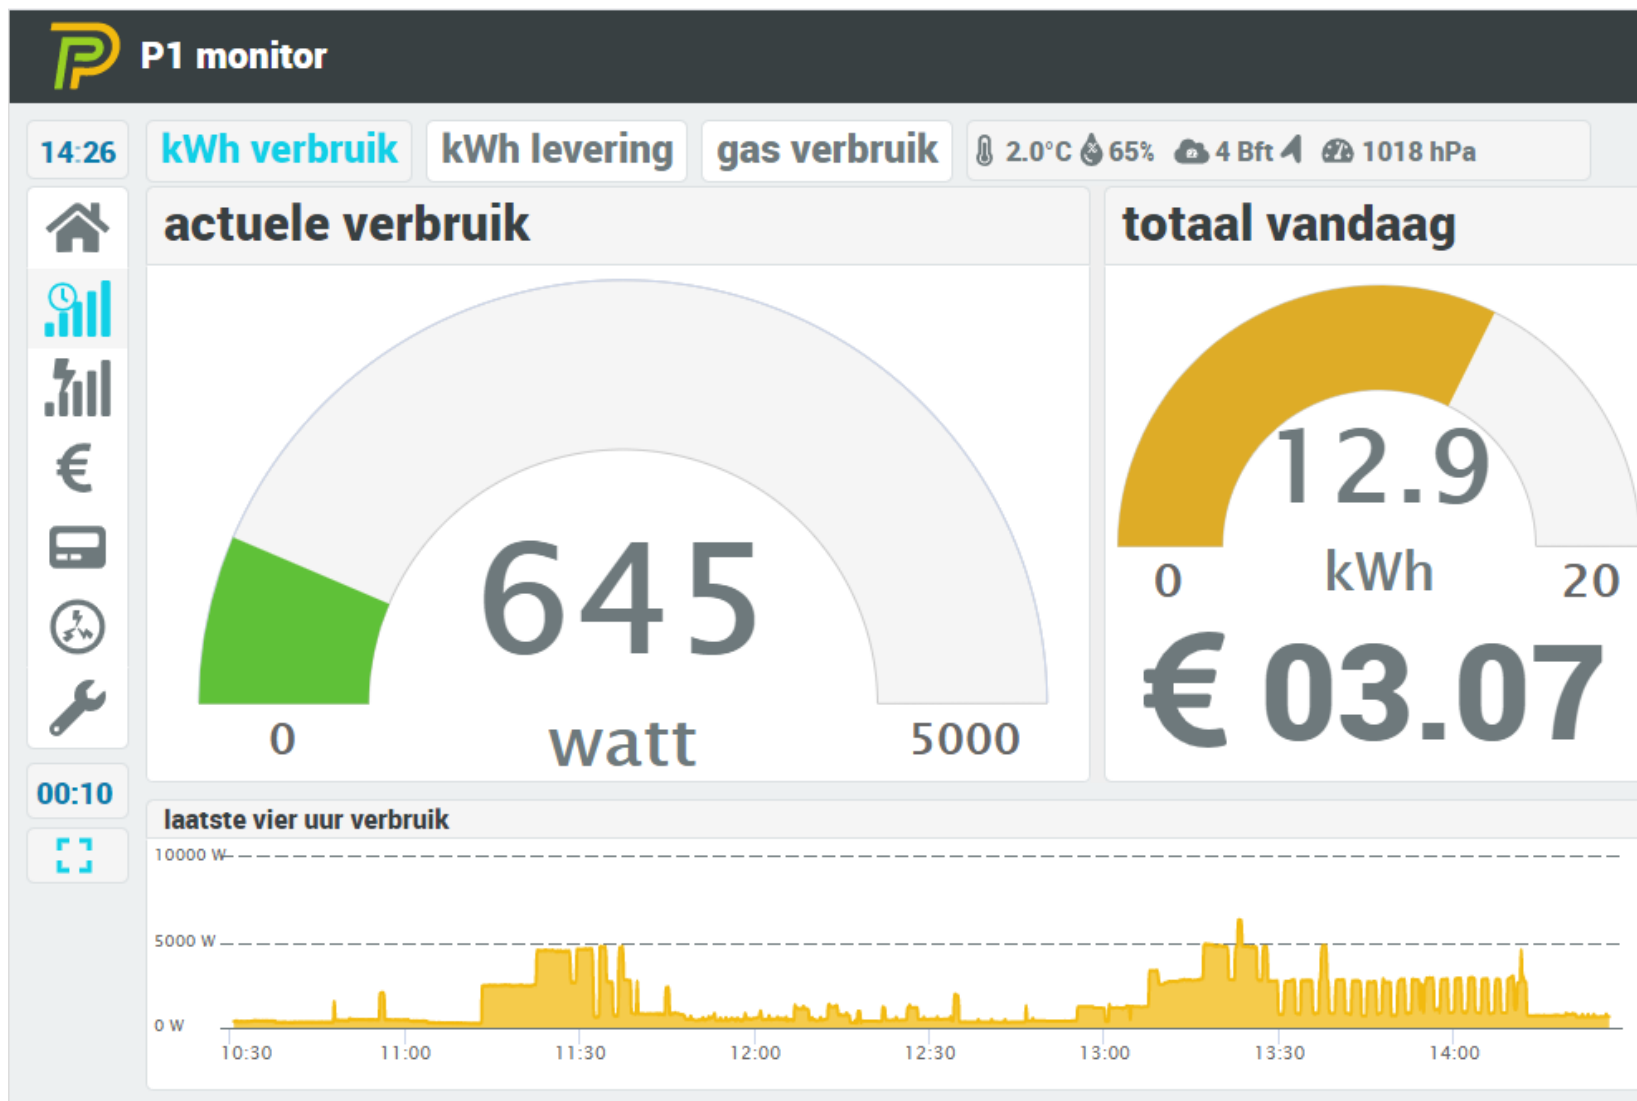 P1 monitor
14:26
kWh verbruik
kWh levering
gas verbruik
2.0°C 65% 4 Bft 1018 hPa
actuele verbruik
totaal vandaag
645
watt
0
5000
12.9
kWh
0
20
€ 03.07
00:10
laatste vier uur verbruik
10000 W
5000 W
0 W
10:30 11:00 11:30 12:00 12:30 13:00 13:30 14:00